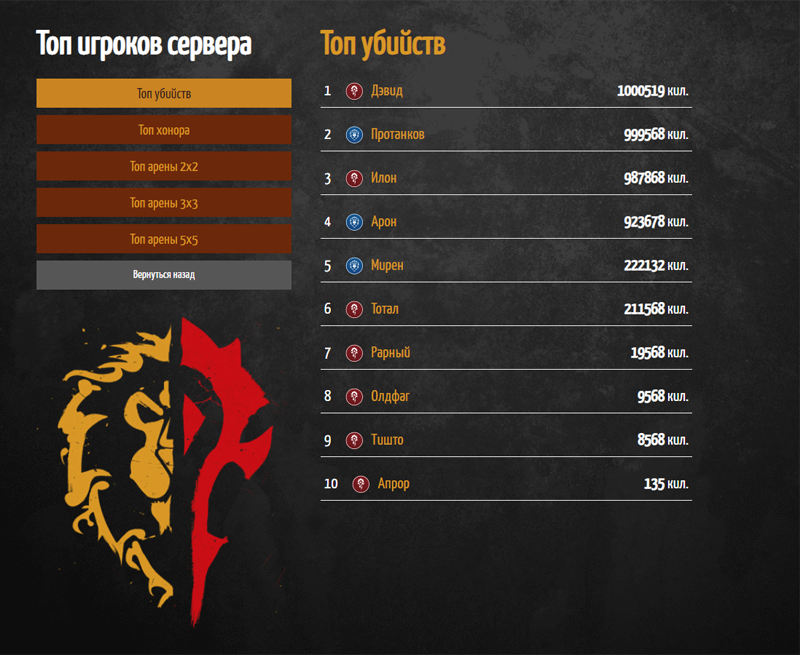 Топ игроков сервера
Топ убийств
Топ хонора
Топ арены 2x2
Топ арены 3x3
Топ арены 5x5
Вернуться назад
Топ убийств
1 Дэвид 1000519 кил.
2 Протанков 999568 кил.
3 Илон 987868 кил.
4 Арон 923678 кил.
5 Мирен 222132 кил.
6 Тотал 211568 кил.
7 Рарный 19568 кил.
8 Олдфаг 9568 кил.
9 Тишто 8568 кил.
10 Апрор 135 кил.